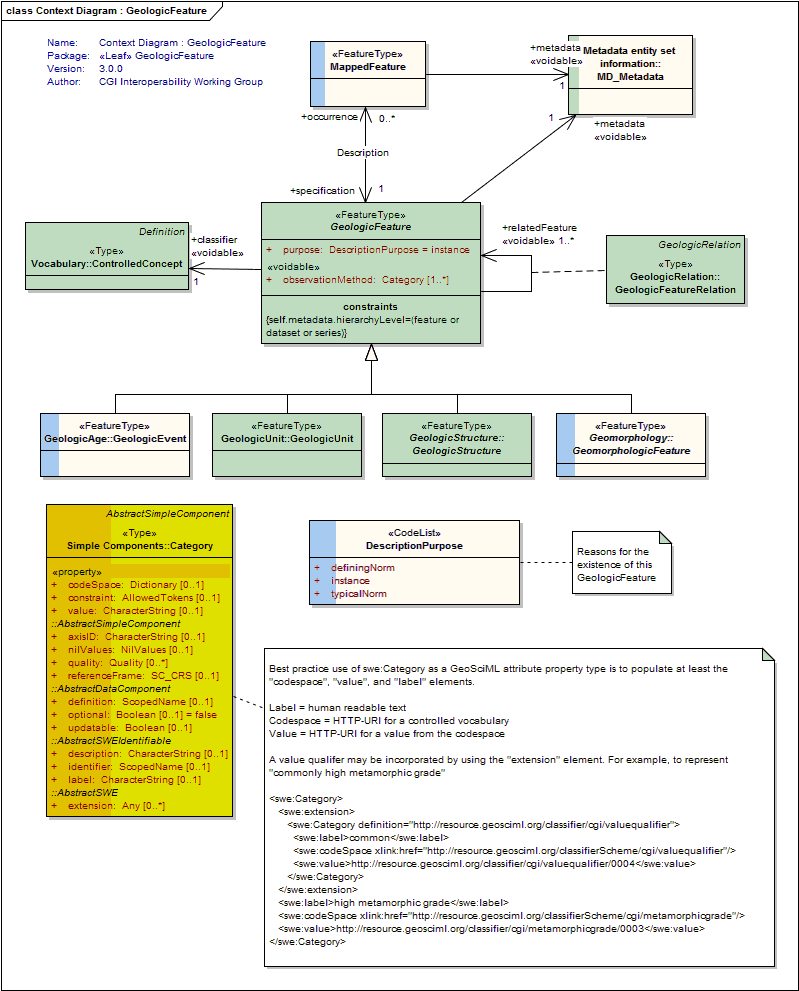 class Context Diagram : GeologicFeature
Name: Context Diagram : GeologicFeature
Package: «Leaf» GeologicFeature
Version: 3.0.0
Author: CGI Interoperability Working Group
«FeatureType»
MappedFeature
+metadata
«voidable»
1
Metadata entity set
information::
MD_Metadata
+occurrence
0..*
1
+metadata
«voidable»
Description
+specification
1
«FeatureType»
GeologicFeature
+ purpose: DescriptionPurpose = instance
«voidable»
+ observationMethod: Category [1..*]
constraints
{self.metadata.hierarchyLevel=(feature or
dataset or series)}
Definition
«Type»
Vocabulary::ControlledConcept
+classifier
«voidable»
1
+relatedFeature
«voidable» 1..*
GeologicRelation
«Type»
GeologicRelation::
GeologicFeatureRelation
«FeatureType»
GeologicAge::GeologicEvent
«FeatureType»
GeologicUnit::GeologicUnit
«FeatureType»
GeologicStructure::
GeologicStructure
«FeatureType»
Geomorphology::
GeomorphologicFeature
AbstractSimpleComponent
«Type»
Simple Components::Category
«property»
+ codeSpace: Dictionary [0..1]
+ constraint: AllowedTokens [0..1]
+ value: CharacterString [0..1]
::AbstractSimpleComponent
+ axisID: CharacterString [0..1]
+ nilValues: NilValues [0..1]
+ quality: Quality [0..*]
+ referenceFrame: SC_CRS [0..1]
::AbstractDataComponent
+ definition: ScopedName [0..1]
+ optional: Boolean [0..1] = false
+ updatable: Boolean [0..1]
::AbstractSWEIdentifiable
+ description: CharacterString [0..1]
+ identifier: ScopedName [0..1]
+ label: CharacterString [0..1]
::AbstractSWE
+ extension: Any [0..*]
«CodeList»
DescriptionPurpose
+ definingNorm
+ instance
+ typicalNorm
Reasons for the
existence of this
GeologicFeature
Best practice use of swe:Category as a GeoSciML attribute property type is to populate at least the
"codespace", "value", and "label" elements.
Label = human readable text
Codespace = HTTP-URI for a controlled vocabulary
Value = HTTP-URI for a value from the codespace
A value qualifer may be incorporated by using the "extension" element. For example, to represent
"commonly high metamorphic grade"
<swe:Category>
<swe:extension>
<swe:Category definition="http://resource.geosciml.org/classifier/cgi/valuequalifier">
<swe:label>common</swe:label>
<swe:codeSpace xlink:href="http://resource.geosciml.org/classifierScheme/cgi/valuequalifier"/>
<swe:value>http://resource.geosciml.org/classifier/cgi/valuequalifier/0004</swe:value>
</swe:Category>
</swe:extension>
<swe:label>high metamorphic grade</swe:label>
<swe:codeSpace xlink:href="http://resource.geosciml.org/classifierScheme/cgi/metamorphicgrade"/>
<swe:value>http://resource.geosciml.org/classifier/cgi/metamorphicgrade/0003</swe:value>
</swe:Category>